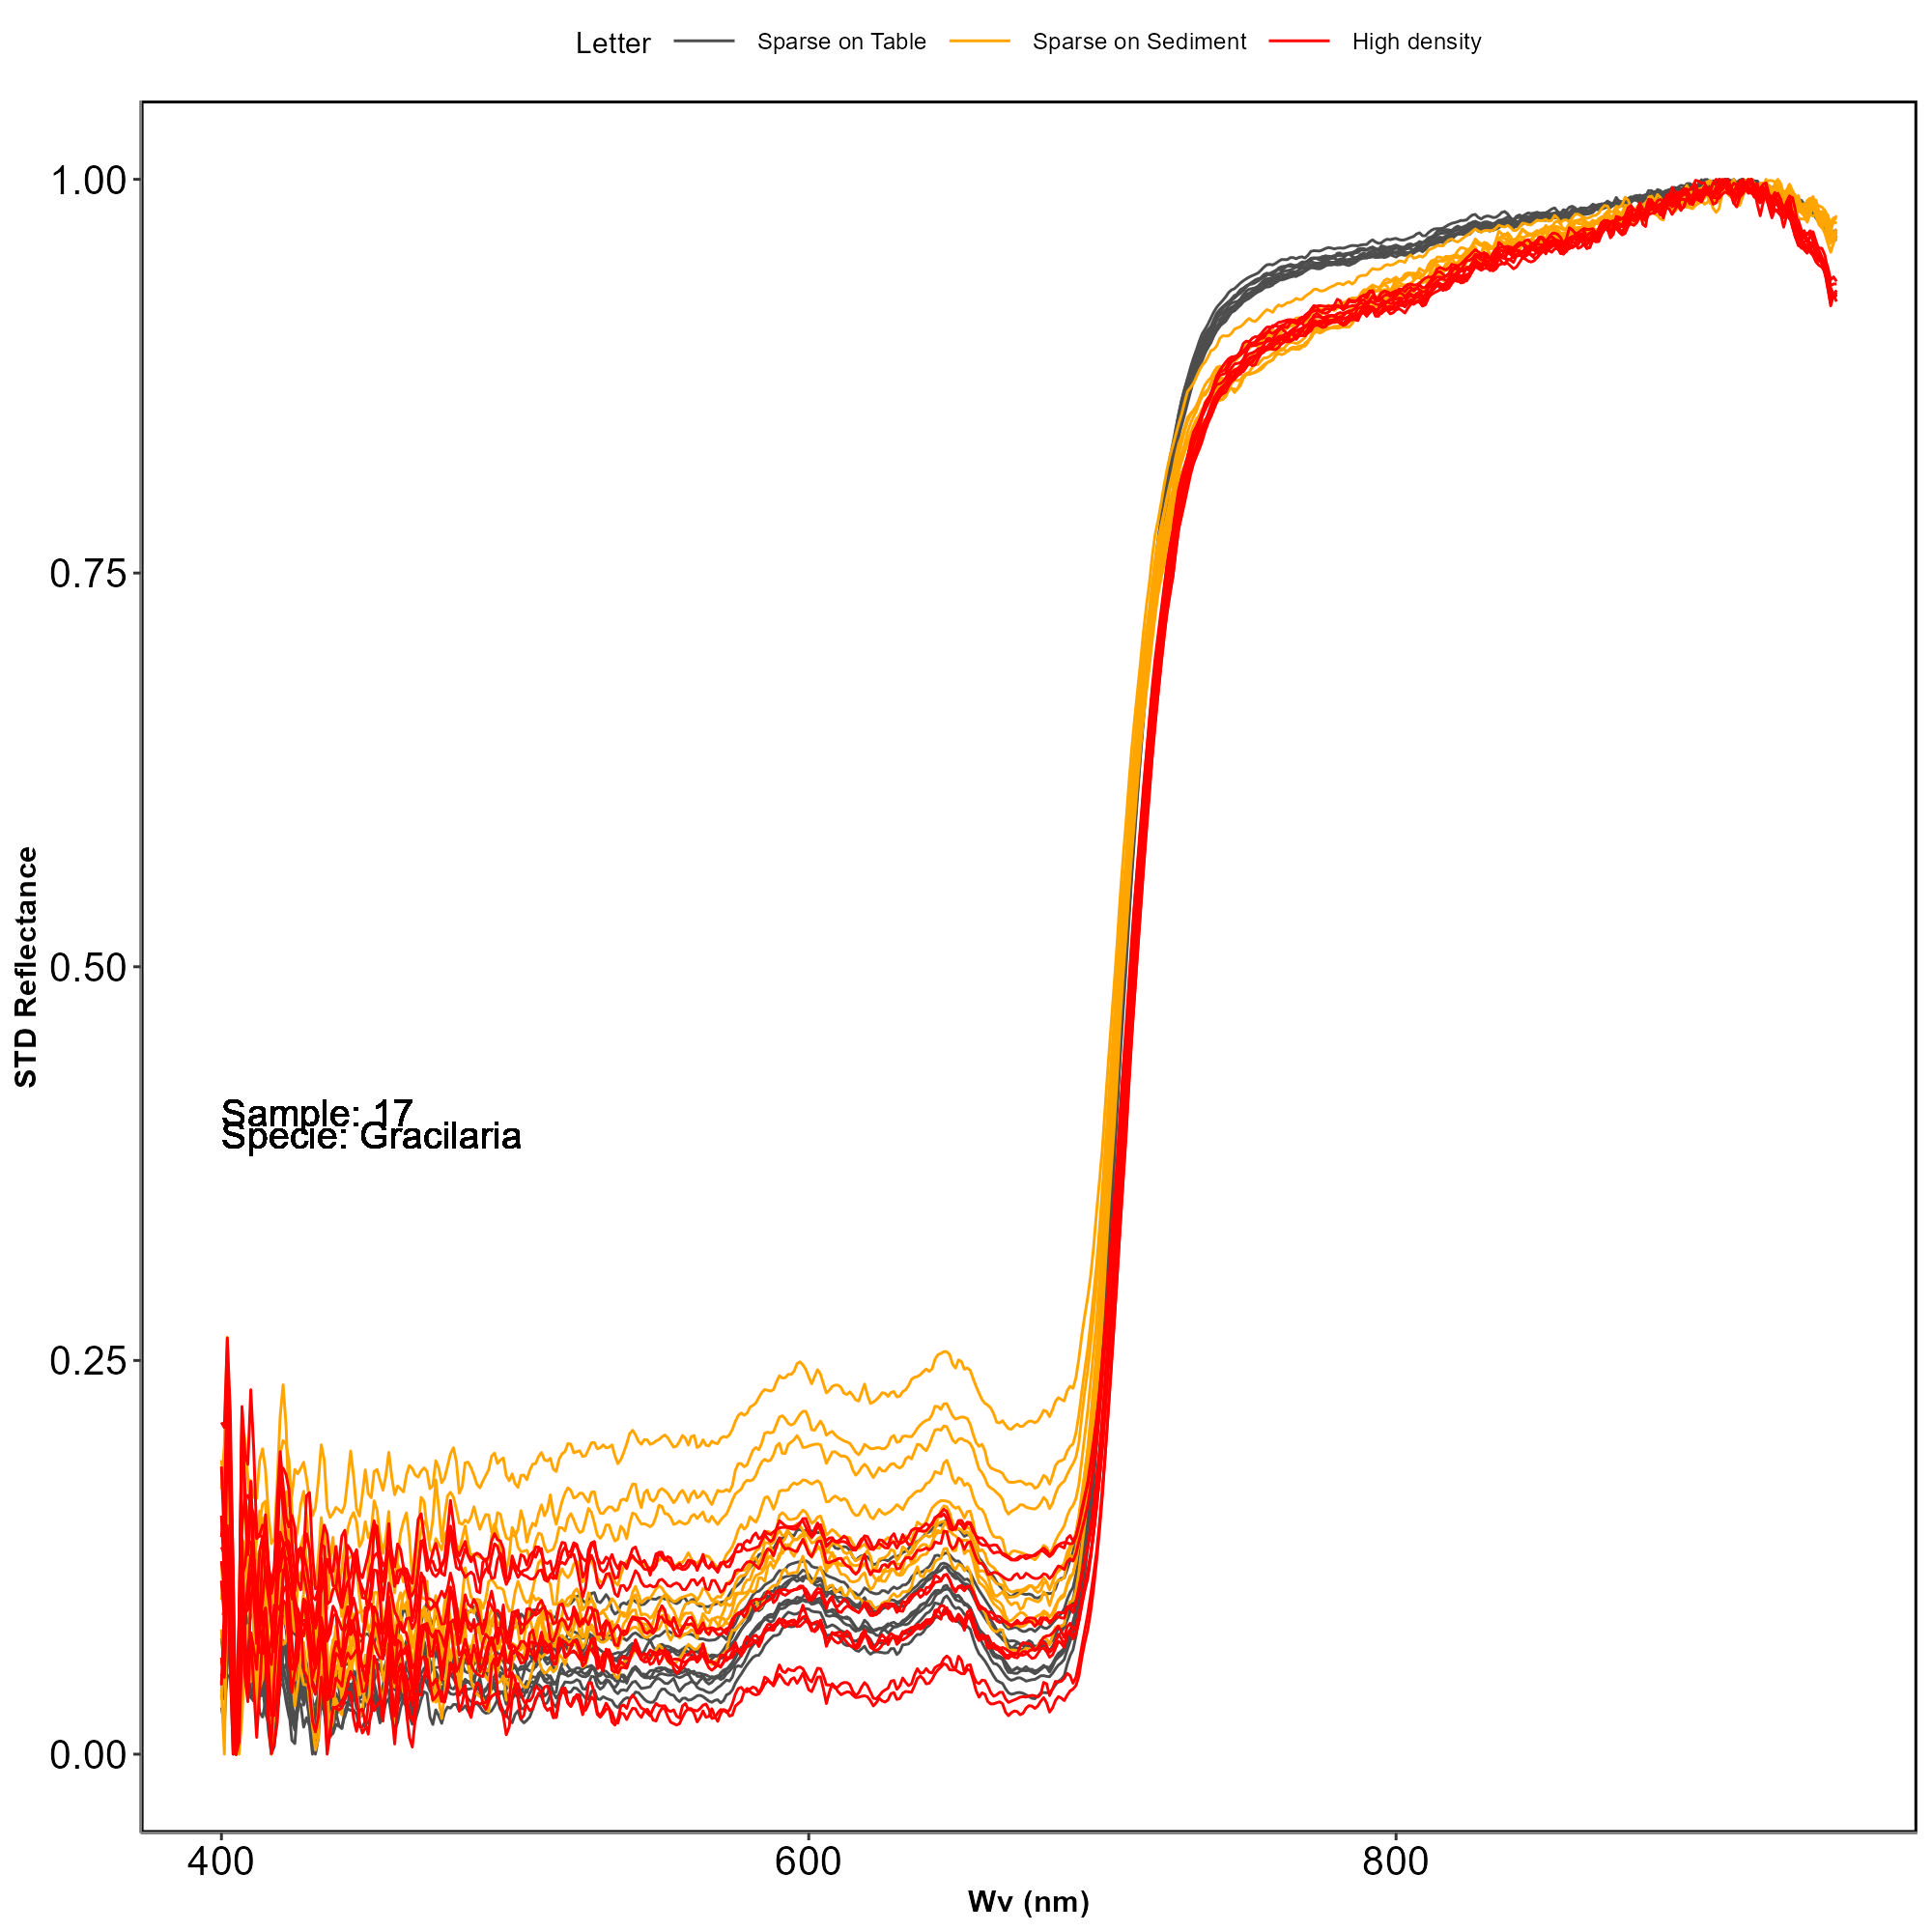 Letter Sparse on Table Sparse on Sediment High density
1.00
0.75
0.50
0.25
0.00
STD Reflectance
Sample: 17
Specie: Gracilaria
400 600 800
Wv (nm)